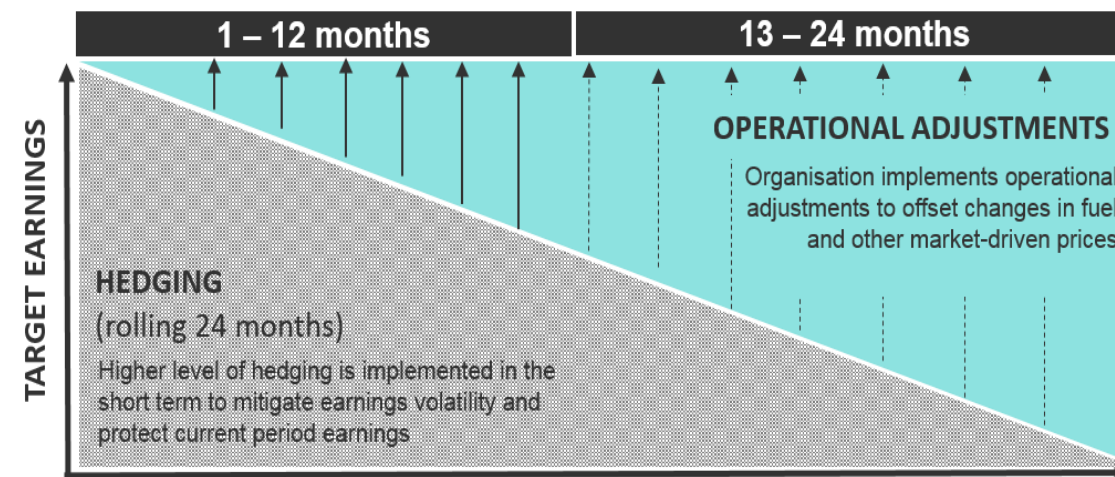 1 – 12 months
13 – 24 months
TARGET EARNINGS
OPERATIONAL ADJUSTMENTS
Organisation implements operational
adjustments to offset changes in fuel
and other market-driven prices
HEDGING
(rolling 24 months)
Higher level of hedging is implemented in the
short term to mitigate earnings volatility and
protect current period earnings